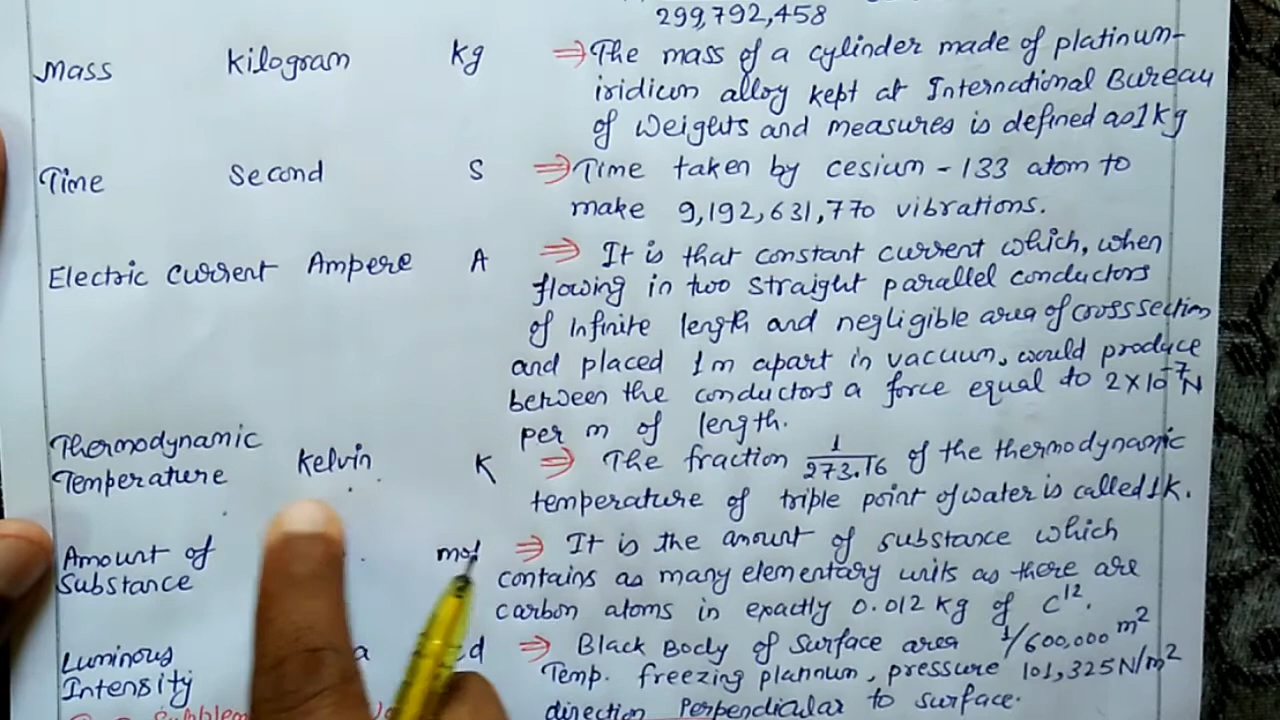 299,792,458
Mass Kilogram Kg ⇒ The mass of a cylinder made of platinum-
iridium alloy kept at International Bureau
of Weights and measures is defined as 1 kg
Time Second S ⇒ Time taken by cesium - 133 atom to
make 9,192,631,770 vibrations.
Electric current Ampere A ⇒ It is that constant current which, when
flowing in two straight parallel conductors
of Infinite length and negligible area of cross section
and placed 1m apart in vacuum, would produce
between the conductors a force equal to 2×10⁻⁷N
per m of length.
Thermodynamic
Temperature Kelvin K ⇒ The fraction 1/273.16 of the thermodynamic
temperature of triple point of water is called 1K.
Amount of
Substance mol ⇒ It is the amount of substance which
contains as many elementary units as there are
carbon atoms in exactly 0.012 kg of C¹².
Luminous
Intensity a d ⇒ Black Body of Surface area 1/600,000 m²
Temp. freezing platinum, pressure 101,325 N/m²
direction Perpendicular to surface.